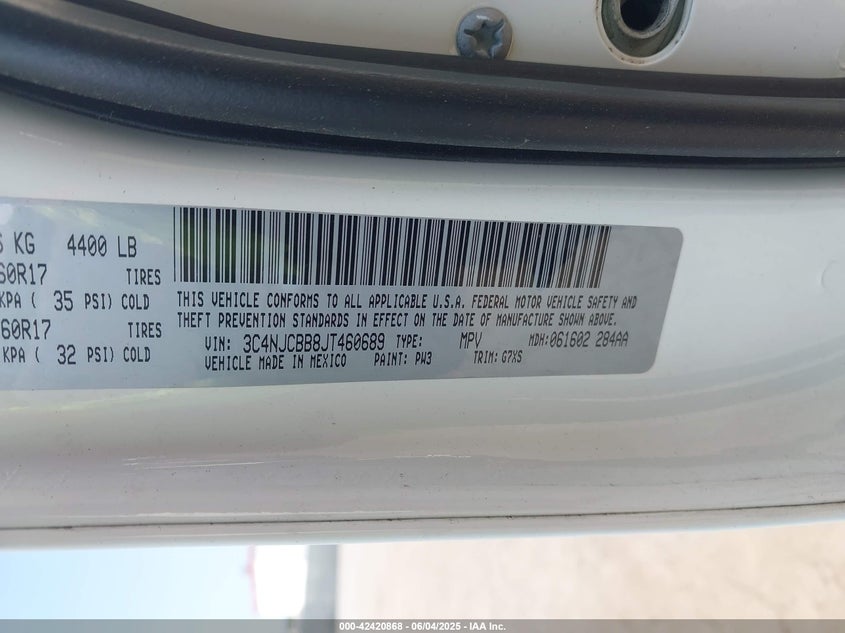 KG 4400 LB
60R17 TIRES
KPA ( 35 PSI) COLD
60R17 TIRES
KPA ( 32 PSI) COLD
THIS VEHICLE CONFORMS TO ALL APPLICABLE U.S.A. FEDERAL MOTOR VEHICLE SAFETY AND
THEFT PREVENTION STANDARDS IN EFFECT ON THE DATE OF MANUFACTURE SHOWN ABOVE.
VIN: 3C4NJCBB8JT460689 TYPE: MPV MDH:061602 284AA
VEHICLE MADE IN MEXICO PAINT: PW3 TRIM: G7XS
000-42420868 - 06/04/2025 - IAA Inc.